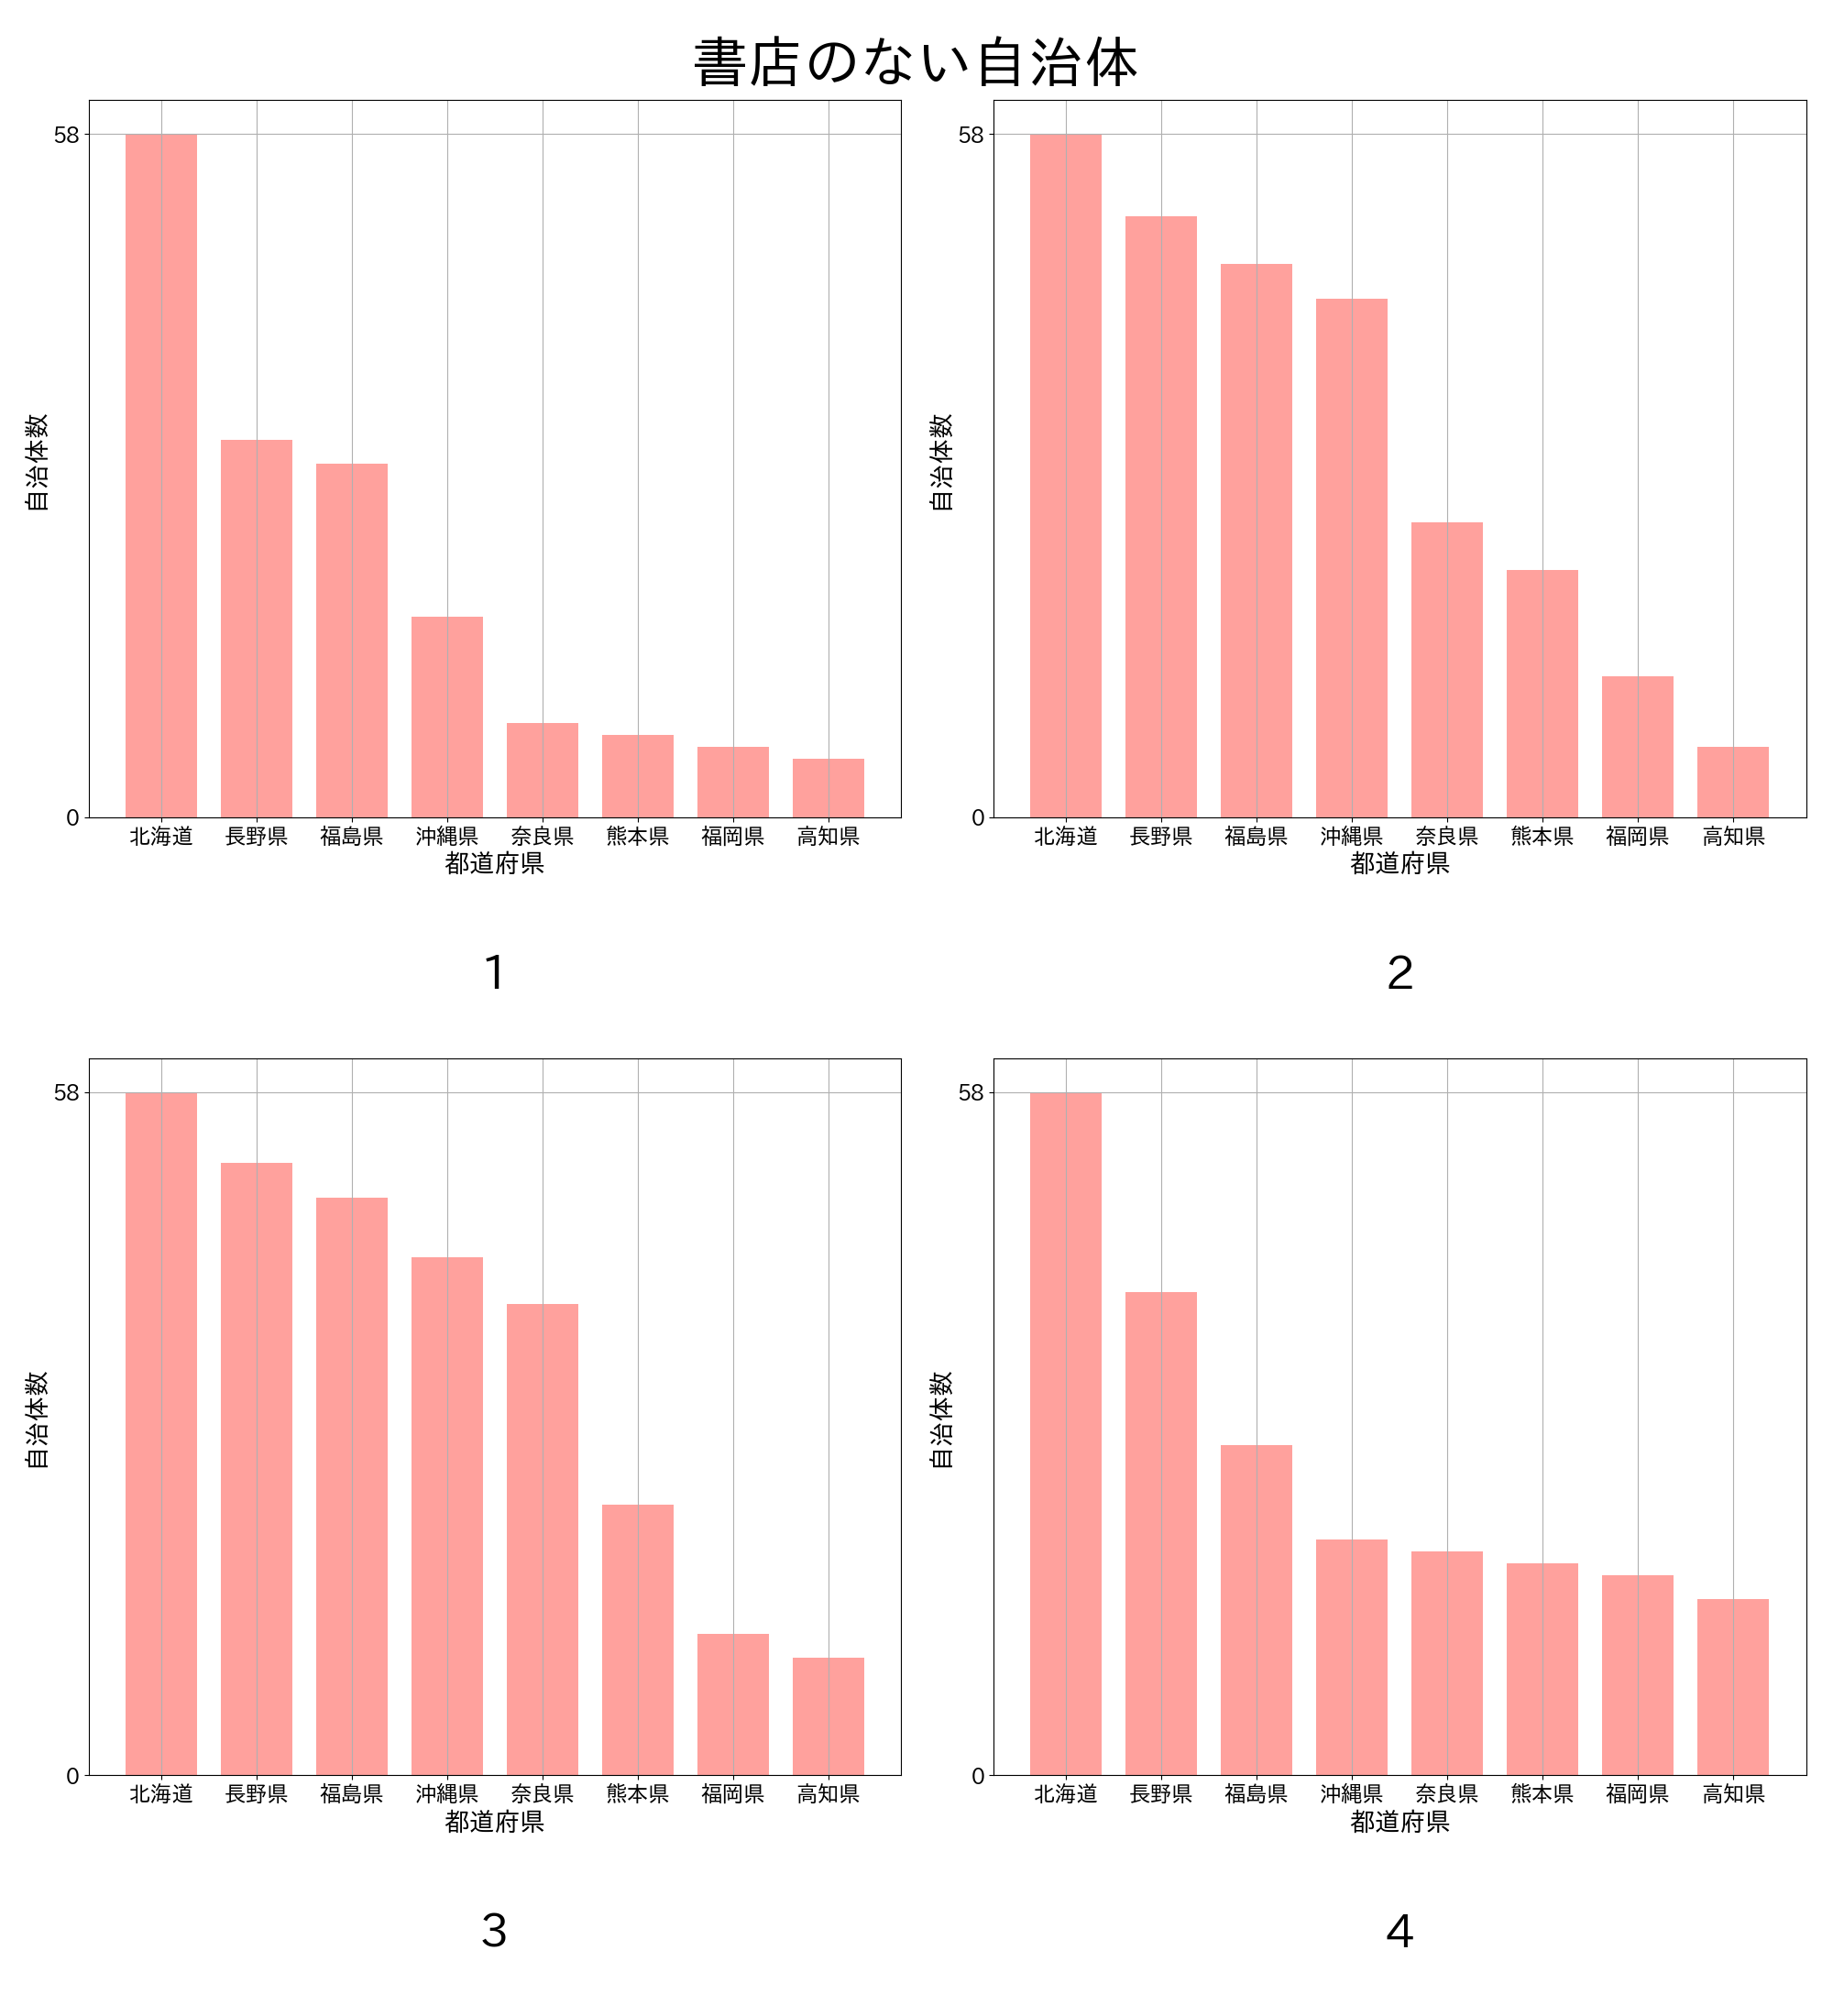 書店のない自治体
58
0
自治体数
北海道 長野県 福島県 沖縄県 奈良県 熊本県 福岡県 高知県
都道府県
1
58
0
自治体数
北海道 長野県 福島県 沖縄県 奈良県 熊本県 福岡県 高知県
都道府県
2
58
0
自治体数
北海道 長野県 福島県 沖縄県 奈良県 熊本県 福岡県 高知県
都道府県
3
58
0
自治体数
北海道 長野県 福島県 沖縄県 奈良県 熊本県 福岡県 高知県
都道府県
4